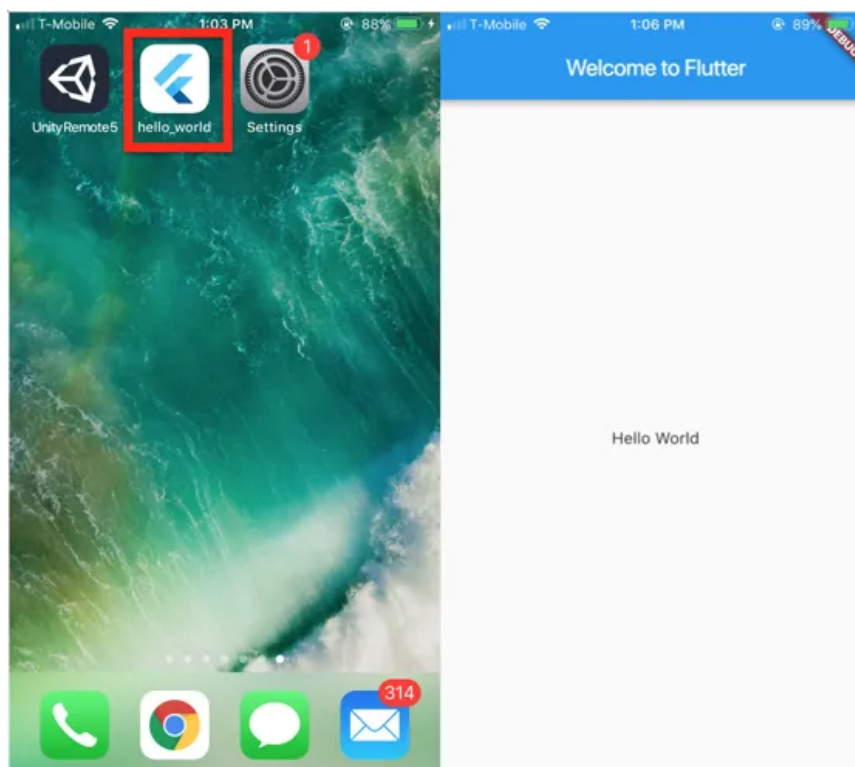 T-Mobile 1:03 PM 88%
1
UnityRemote5 hello_world Settings
314
T-Mobile 1:06 PM 89%
DEBUG
Welcome to Flutter
Hello World